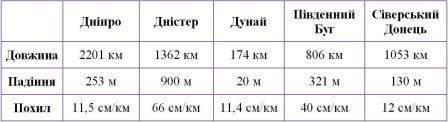 Дніпро Дністер Дунай Південний Буг Сіверський Донець
Довжина 2201 км 1362 км 174 км 806 км 1053 км
Падіння 253 м 900 м 20 м 321 м 130 м
Похил 11,5 см/км 66 см/км 11,4 см/км 40 см/км 12 см/км